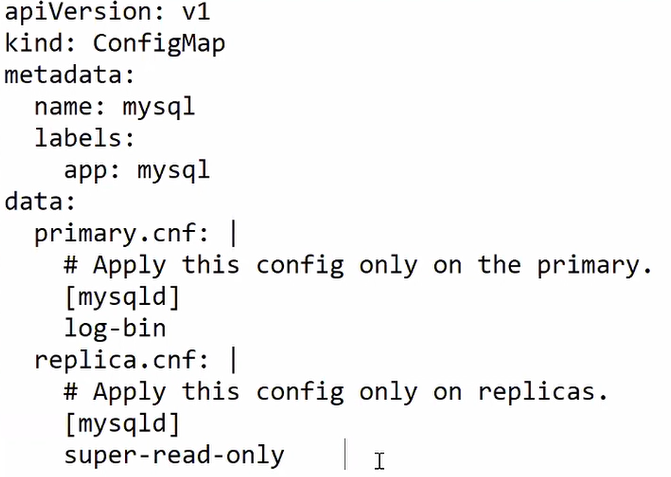 apiVersion: v1
kind: ConfigMap
metadata:
  name: mysql
  labels:
    app: mysql
data:
  primary.cnf: |
    # Apply this config only on the primary.
    [mysqld]
    log-bin
  replica.cnf: |
    # Apply this config only on replicas.
    [mysqld]
    super-read-only